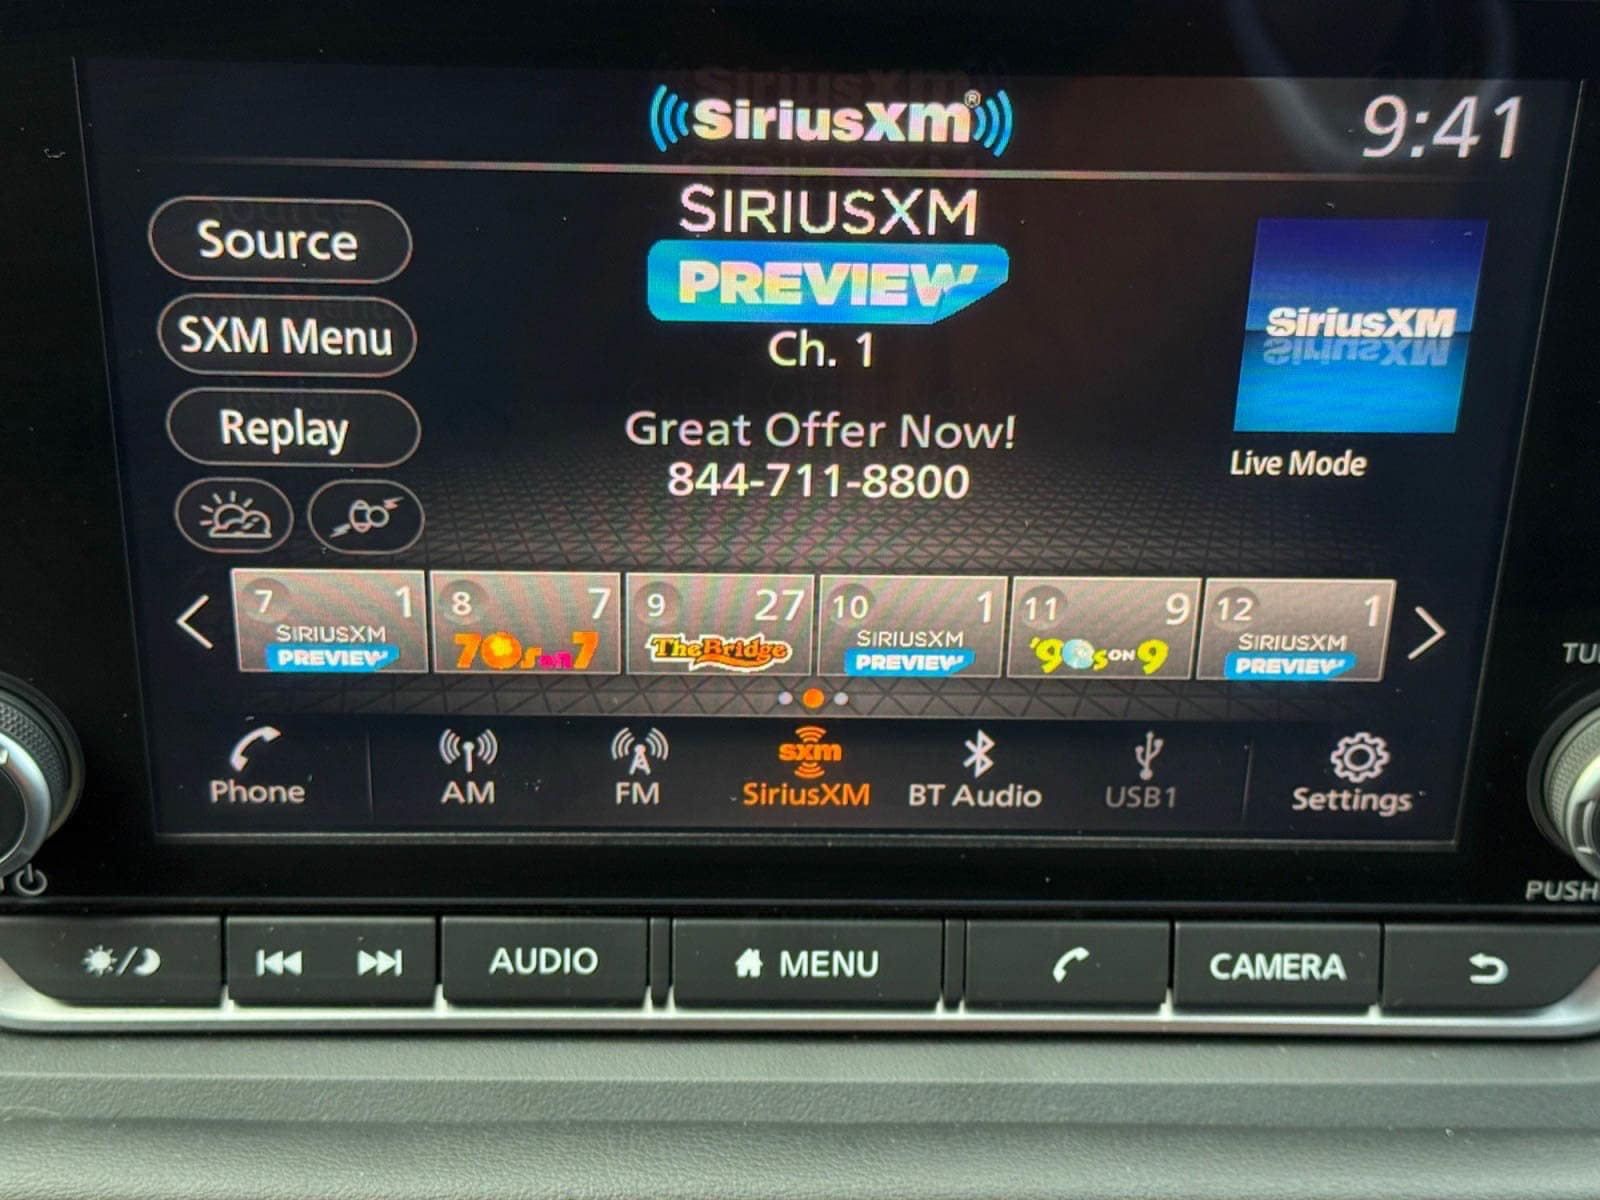 SiriusXM®
9:41
SIRIUSXM
PREVIEW
Ch. 1
Source
SXM Menu
Replay
Great Offer Now!
844-711-8800
SiriusXM
Live Mode
7 1
SIRIUSXM
PREVIEW
8 7
70s on 7
9 27
The Bridge
10 1
SIRIUSXM
PREVIEW
11 9
'90s ON 9
12 1
SIRIUSXM
PREVIEW
Phone
AM
FM
sxm
SiriusXM
BT Audio
USB1
Settings
PUSH
AUDIO
MENU
CAMERA